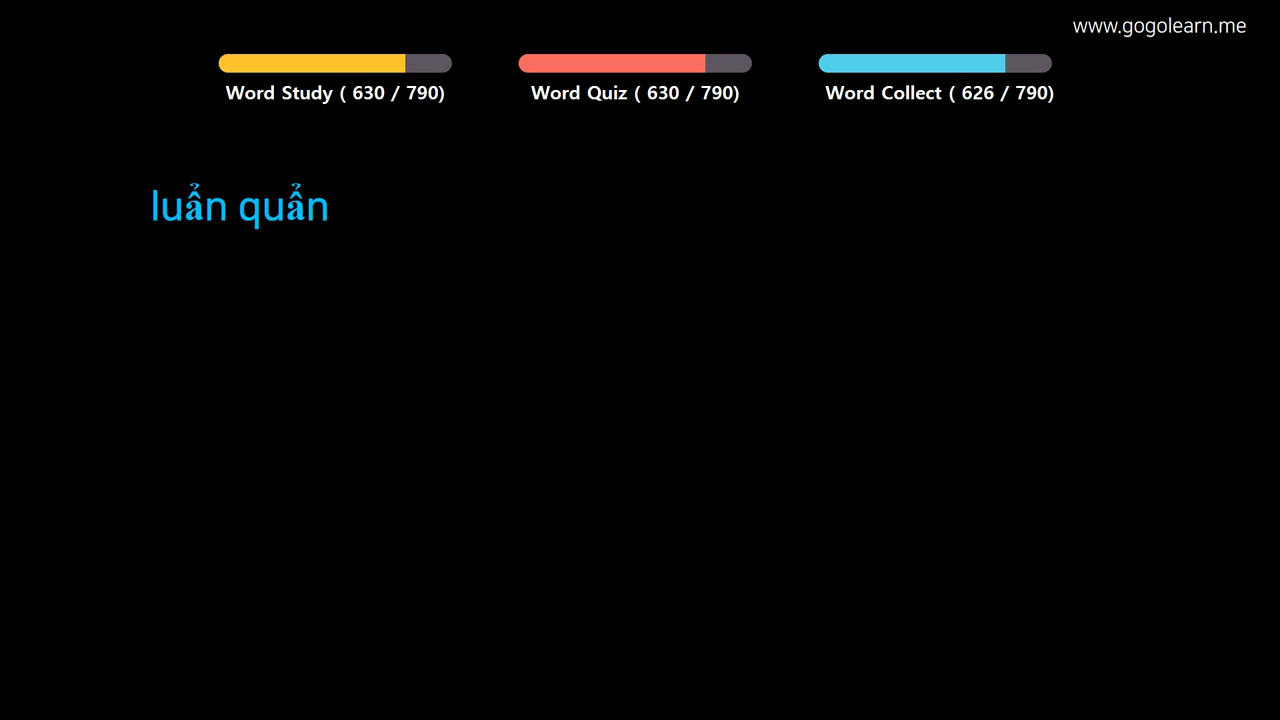 www.gogolearn.me
Word Study ( 630 / 790)
Word Quiz ( 630 / 790)
Word Collect ( 626 / 790)
luẩn quẩn